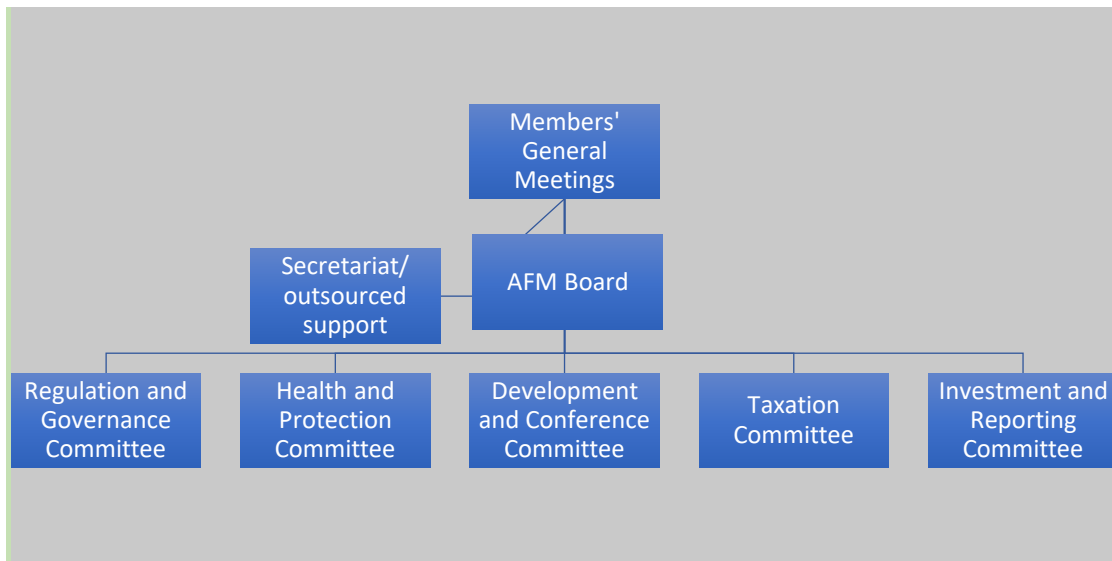 Members'
General
Meetings
Secretariat/
outsourced
support
AFM Board
Regulation and
Governance
Committee
Health and
Protection
Committee
Development
and Conference
Committee
Taxation
Committee
Investment and
Reporting
Committee